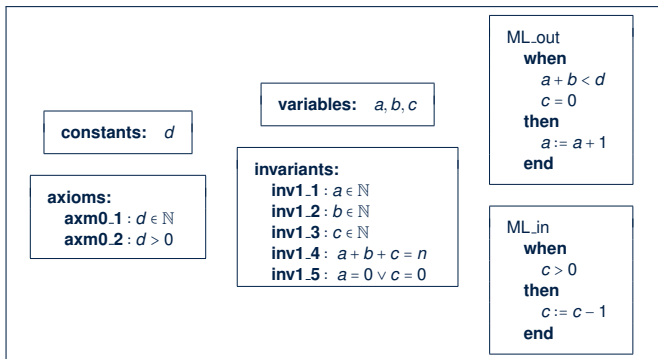 constants: d
axioms:
axm0_1 : d ∈ ℕ
axm0_2 : d > 0
variables: a, b, c
invariants:
inv1_1 : a ∈ ℕ
inv1_2 : b ∈ ℕ
inv1_3 : c ∈ ℕ
inv1_4 : a + b + c = n
inv1_5 : a = 0 ∨ c = 0
ML_out
when
a + b < d
c = 0
then
a := a + 1
end
ML_in
when
c > 0
then
c := c − 1
end